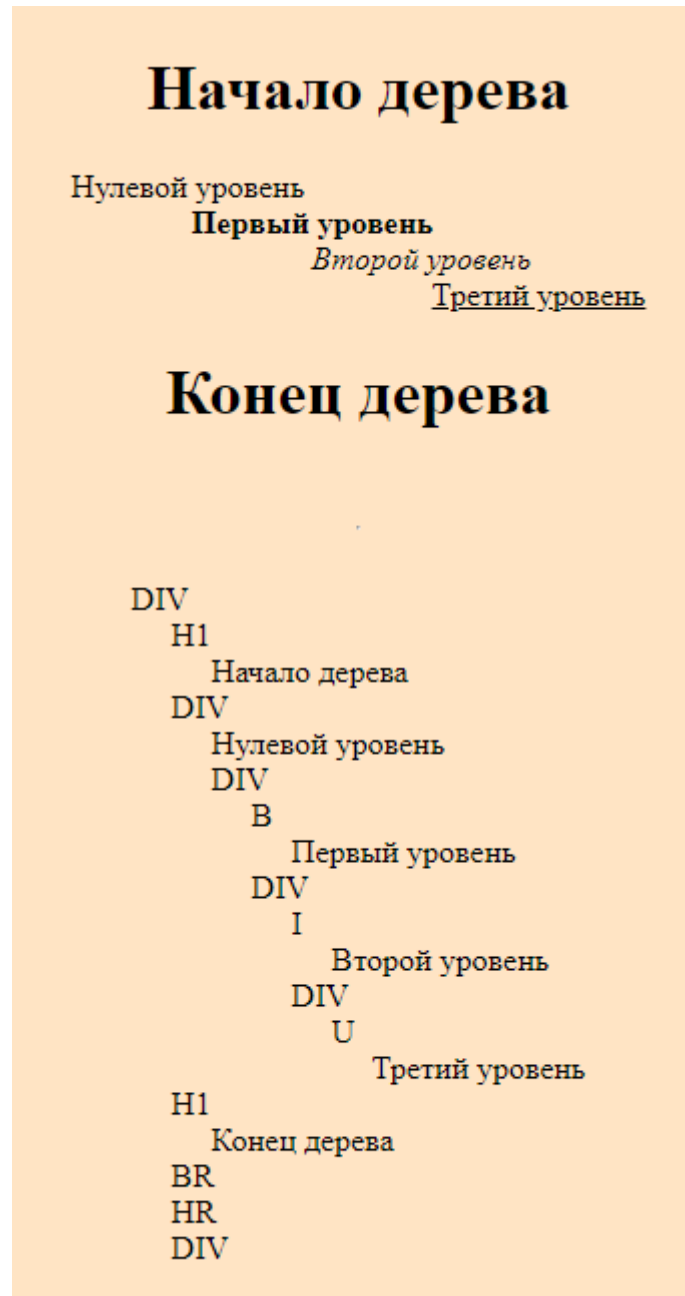 Начало дерева
Нулевой уровень
Первый уровень
Второй уровень
Третий уровень
Конец дерева
DIV
H1
Начало дерева
DIV
Нулевой уровень
DIV
B
Первый уровень
DIV
I
Второй уровень
DIV
U
Третий уровень
H1
Конец дерева
BR
HR
DIV